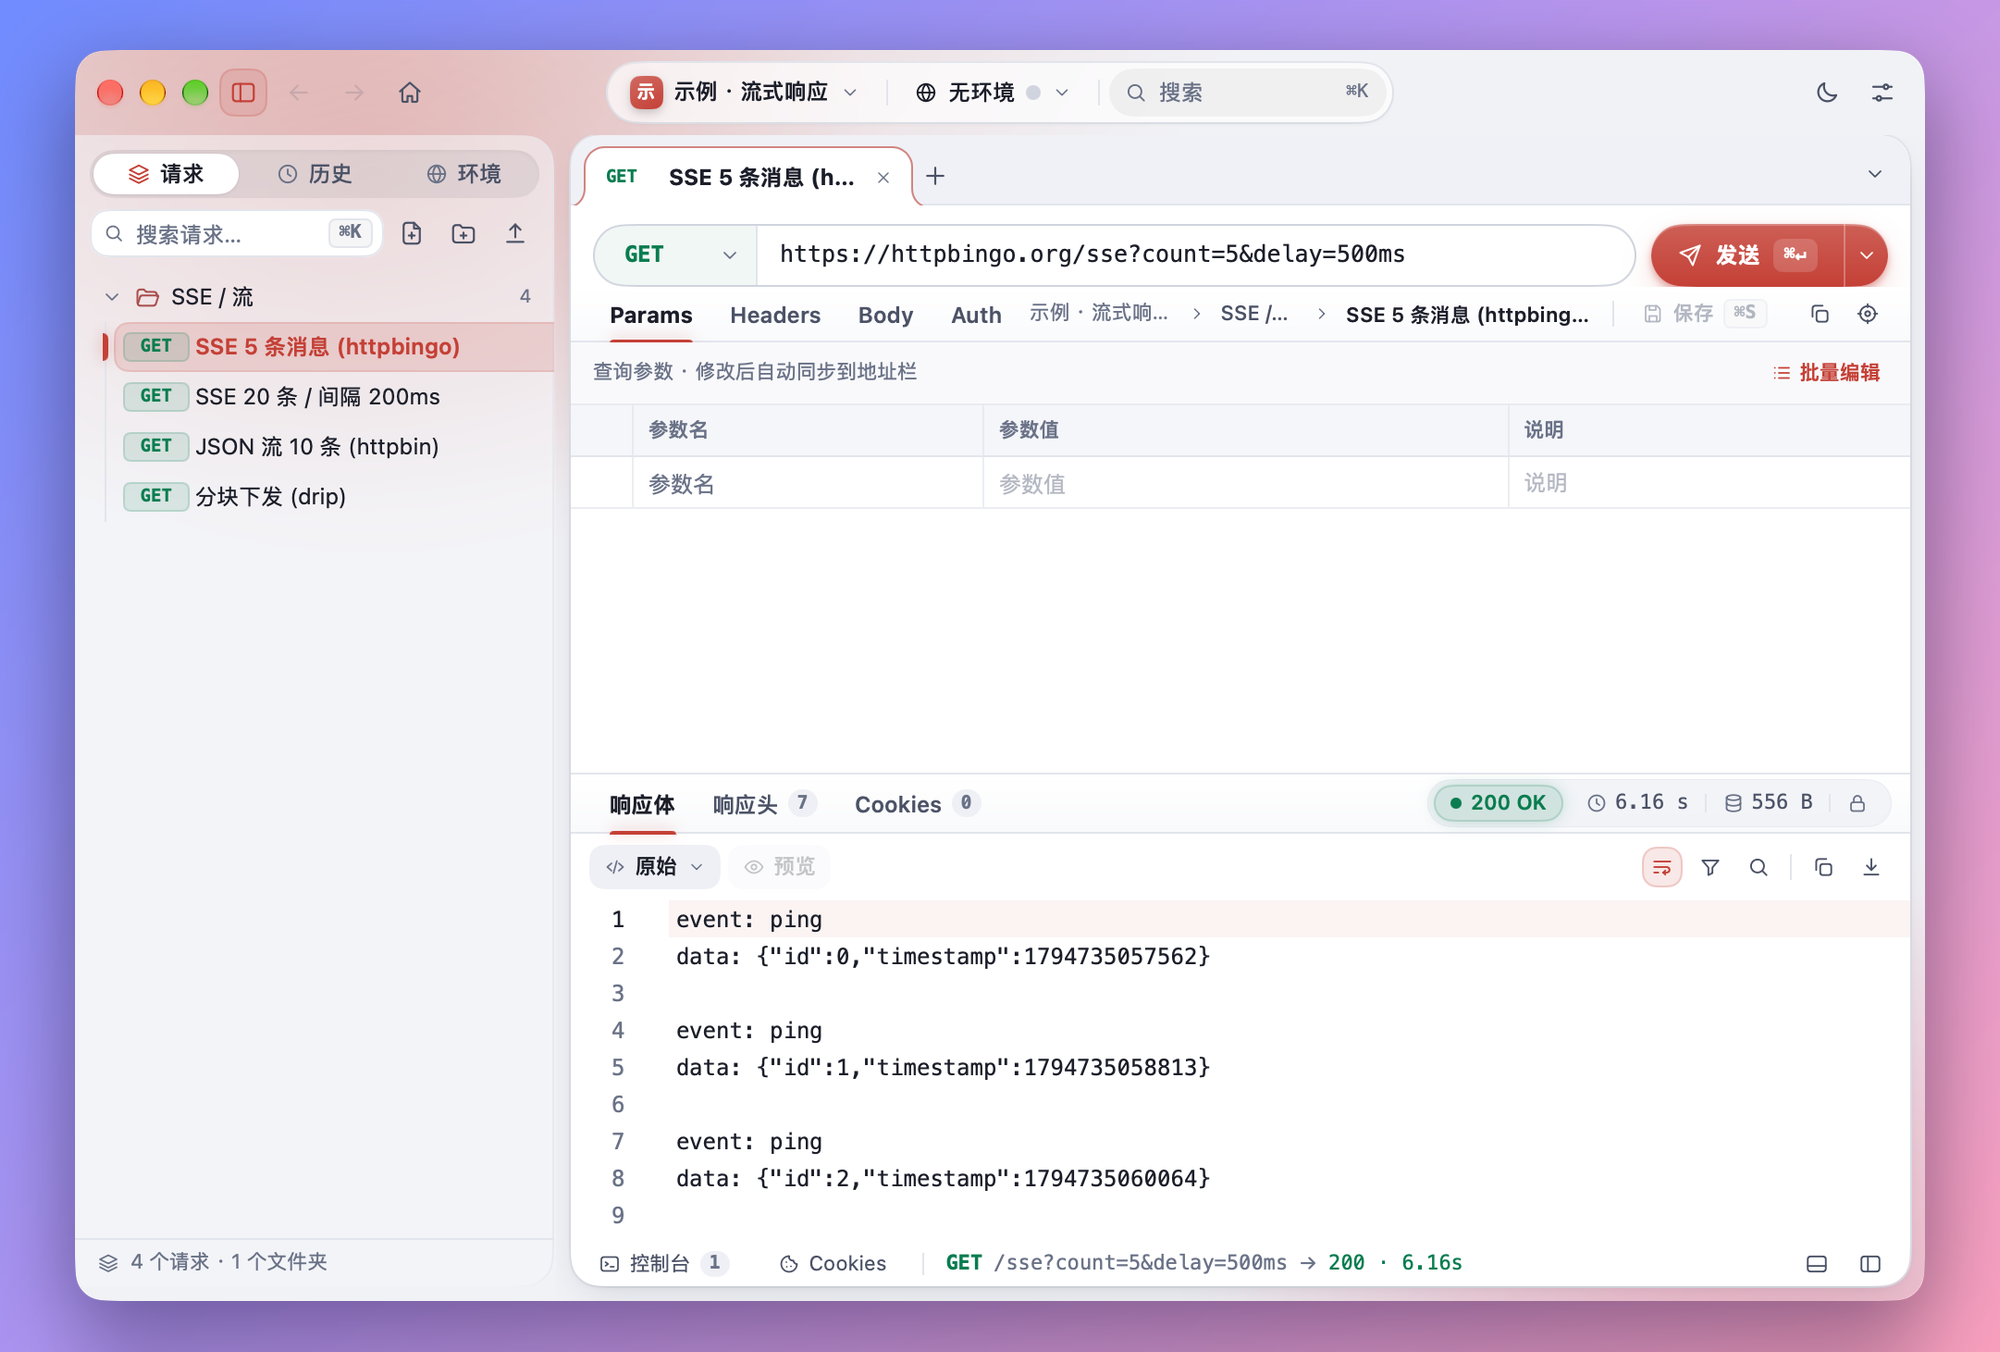 示 示例 · 流式响应 无环境 搜索 ⌘K
请求 历史 环境
搜索请求... ⌘K
SSE / 流 4
GET SSE 5 条消息 (httpbingo)
GET SSE 20 条 / 间隔 200ms
GET JSON 流 10 条 (httpbin)
GET 分块下发 (drip)
4 个请求 · 1 个文件夹
GET SSE 5 条消息 (h...
GET https://httpbingo.org/sse?count=5&delay=500ms 发送 ⌘↵
Params Headers Body Auth 示例 · 流式响... › SSE /... › SSE 5 条消息 (httpbing... 保存 ⌘S
查询参数 · 修改后自动同步到地址栏 批量编辑
参数名 参数值 说明
参数名 参数值 说明
响应体 响应头 7 Cookies 0 200 OK 6.16 s 556 B
原始 预览
1 event: ping
2 data: {"id":0,"timestamp":1794735057562}
3
4 event: ping
5 data: {"id":1,"timestamp":1794735058813}
6
7 event: ping
8 data: {"id":2,"timestamp":1794735060064}
9
控制台 1 Cookies GET /sse?count=5&delay=500ms → 200 · 6.16s